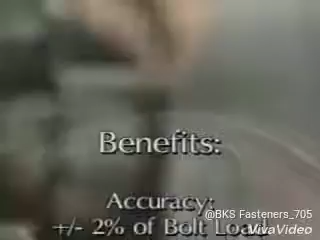 Benefits:
Accuracy:
+/- 2% of Bolt Load
@BKS Fasteners_705
VivaVideo